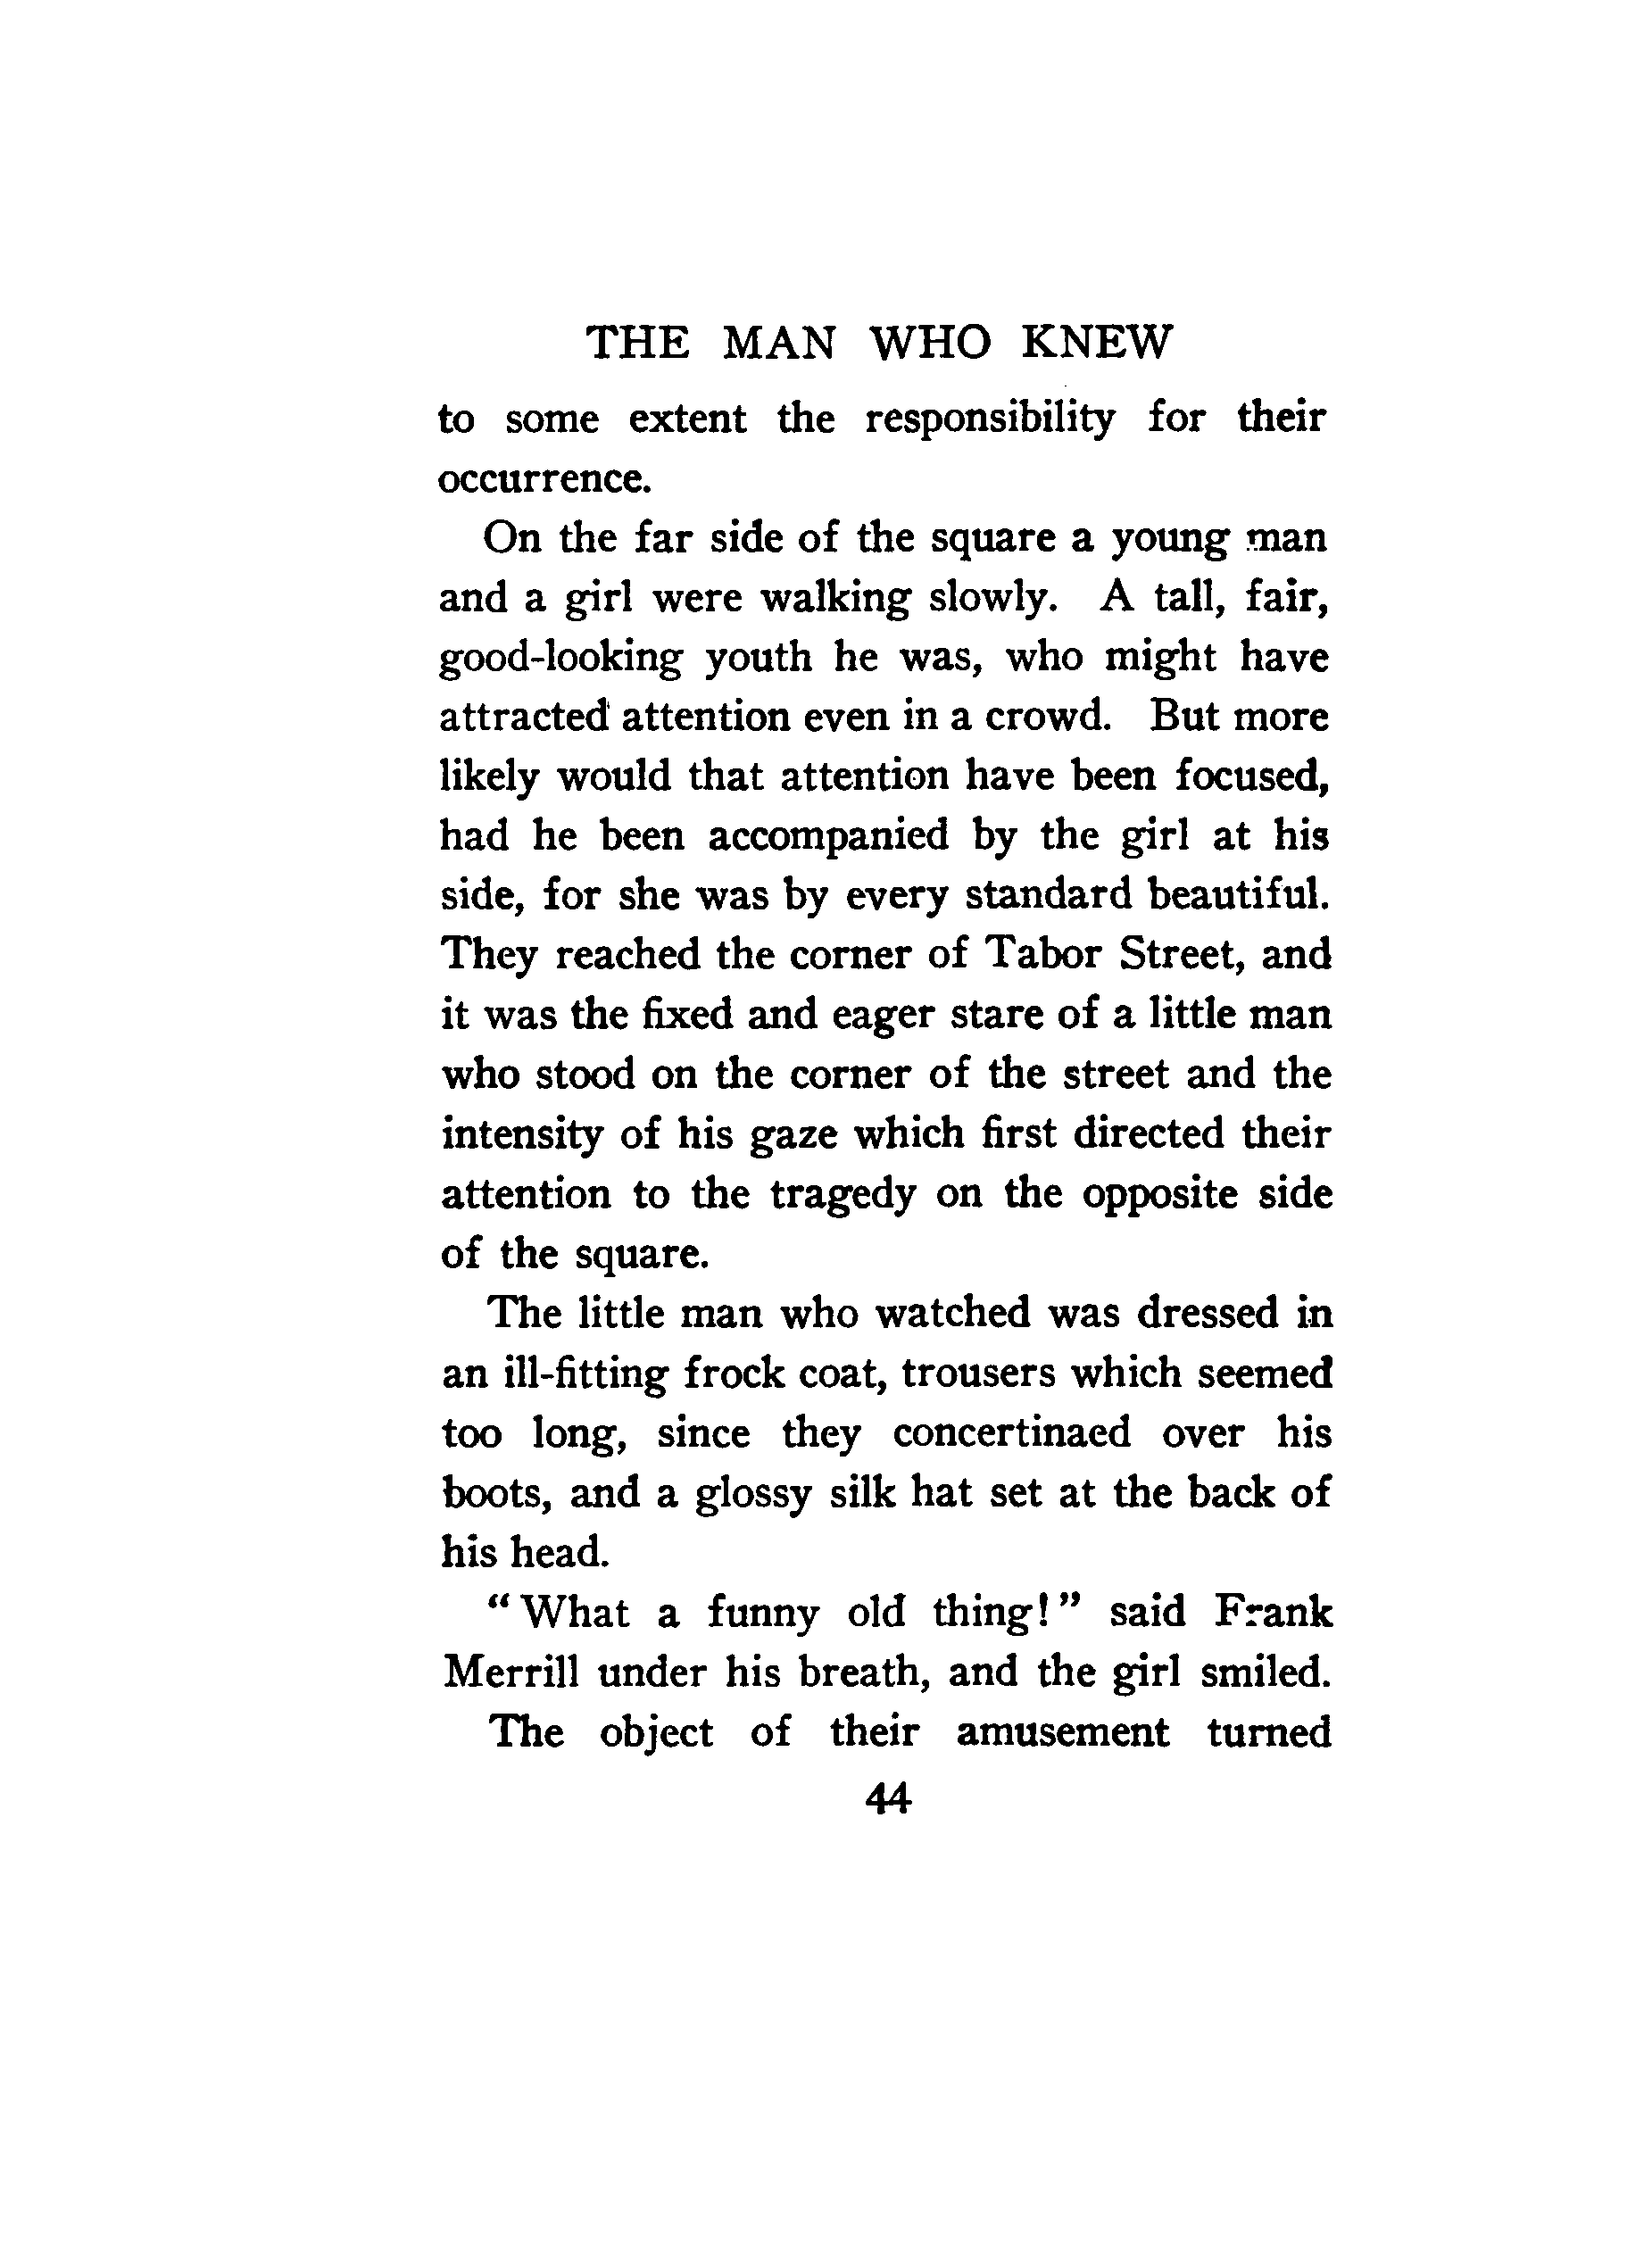 THE MAN WHO KNEW
to some extent the responsibility for their
occurrence.
On the far side of the square a young man
and a girl were walking slowly. A tall, fair,
good-looking youth he was, who might have
attracted attention even in a crowd. But more
likely would that attention have been focused,
had he been accompanied by the girl at his
side, for she was by every standard beautiful.
They reached the corner of Tabor Street, and
it was the fixed and eager stare of a little man
who stood on the corner of the street and the
intensity of his gaze which first directed their
attention to the tragedy on the opposite side
of the square.
The little man who watched was dressed in
an ill-fitting frock coat, trousers which seemed
too long, since they concertinaed over his
boots, and a glossy silk hat set at the back of
his head.
"What a funny old thing!" said Frank
Merrill under his breath, and the girl smiled.
The object of their amusement turned
44